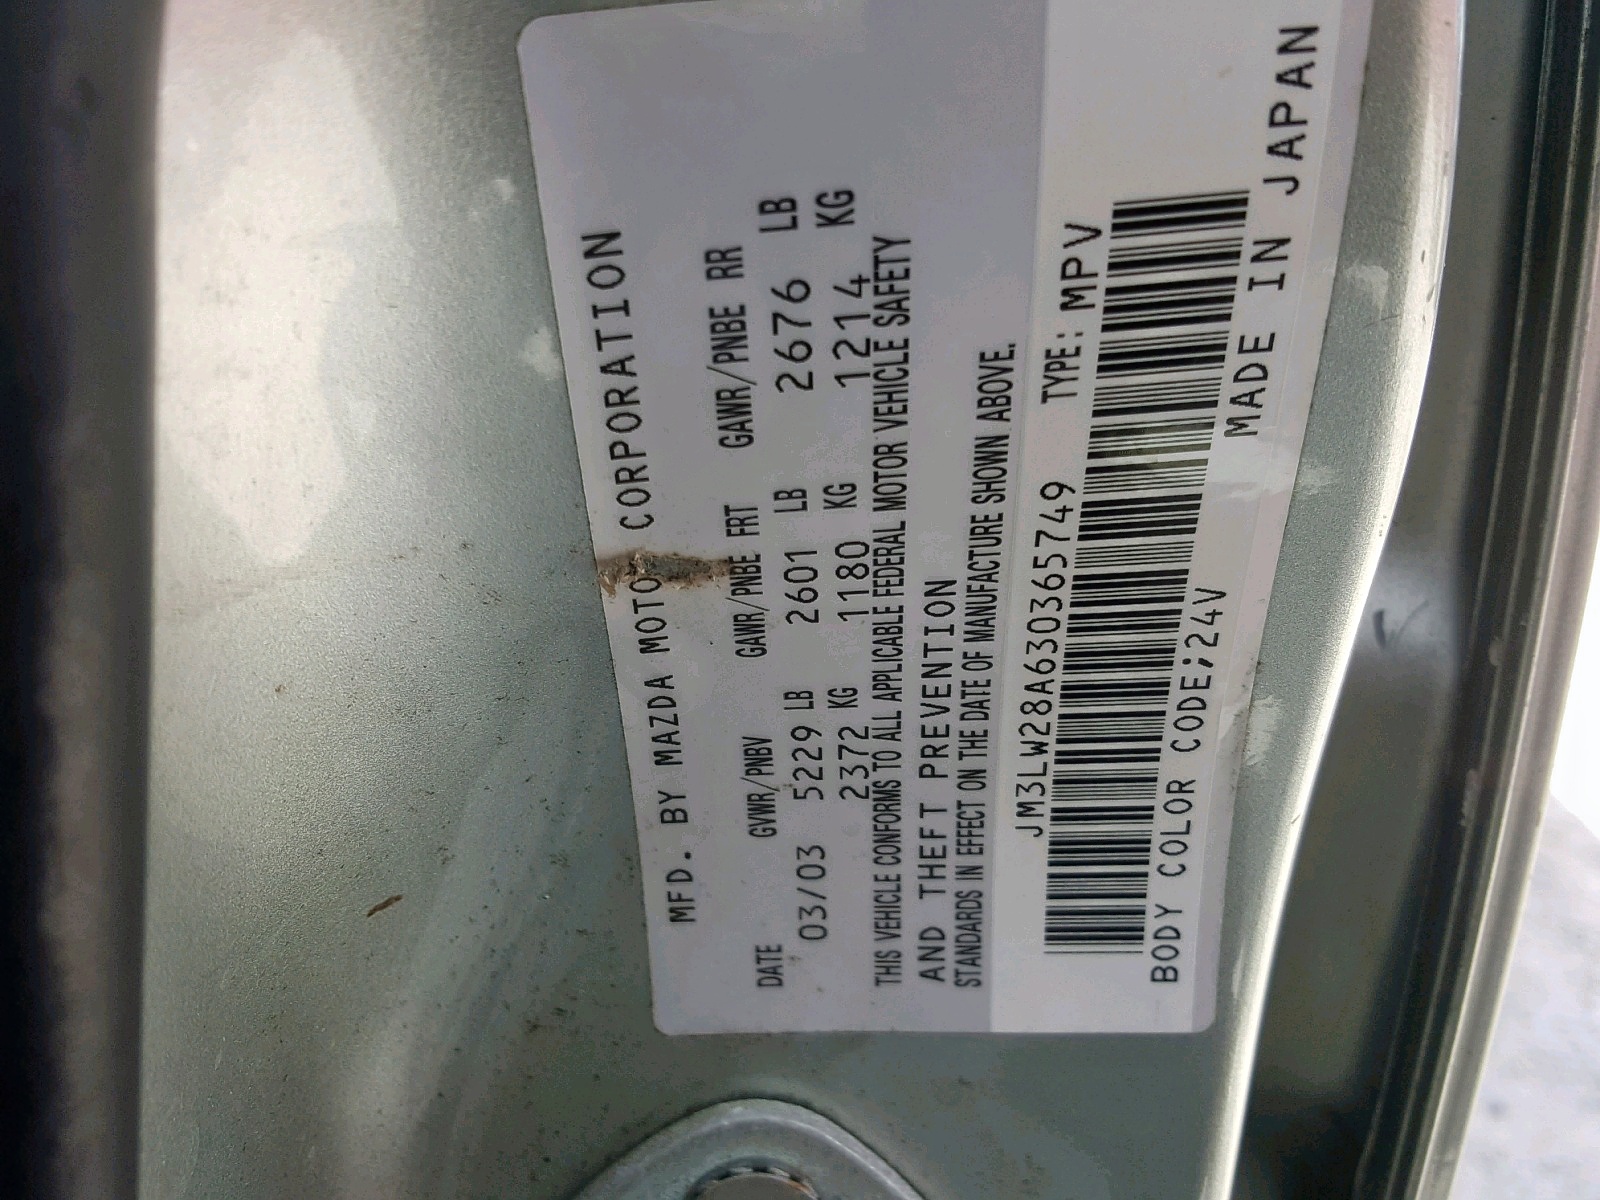 MFD. BY MAZDA MOTO CORPORATION
DATE GVWR/PNBV GAWR/PNBE FRT GAWR/PNBE RR
03/03 5229 LB 2601 LB 2676 LB
2372 KG 1180 KG 1214 KG
THIS VEHICLE CONFORMS TO ALL APPLICABLE FEDERAL MOTOR VEHICLE SAFETY
AND THEFT PREVENTION
STANDARDS IN EFFECT ON THE DATE OF MANUFACTURE SHOWN ABOVE.
JM3LW28A630365749 TYPE: MPV
BODY COLOR CODE;24V MADE IN JAPAN